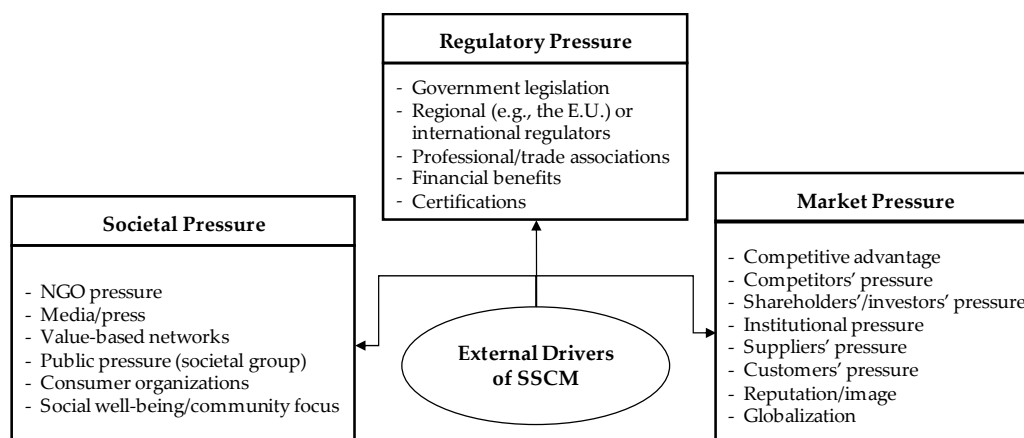 Regulatory Pressure
- Government legislation
- Regional (e.g., the E.U.) or
international regulators
- Professional/trade associations
- Financial benefits
- Certifications
Societal Pressure
- NGO pressure
- Media/press
- Value-based networks
- Public pressure (societal group)
- Consumer organizations
- Social well-being/community focus
External Drivers
of SSCM
Market Pressure
- Competitive advantage
- Competitors' pressure
- Shareholders'/investors' pressure
- Institutional pressure
- Suppliers' pressure
- Customers' pressure
- Reputation/image
- Globalization